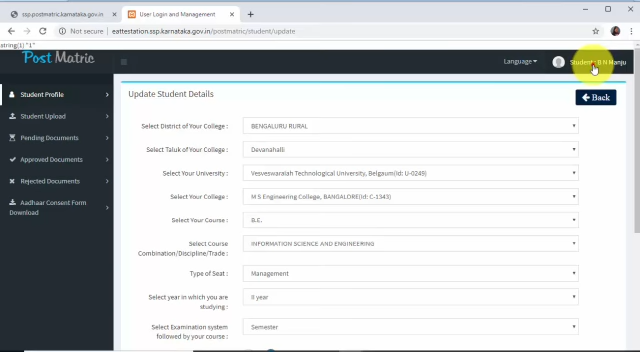 ssp.postmatric.karnataka.gov.in
User Login and Management
Not secure | eattestation.ssp.karnataka.gov.in/postmatric/student/update
string(1) "1"
Post Matric
Language
Student: B N Manju
Student Profile
Student Upload
Pending Documents
Approved Documents
Rejected Documents
Aadhaar Consent Form
Download
Update Student Details
Back
Select District of Your College :
BENGALURU RURAL
Select Taluk of Your College :
Devanahalli
Select Your University :
Vesveswaraiah Technological University, Belgaum(Id: U-0249)
Select Your College :
M S Engineering College, BANGALORE(Id: C-1343)
Select Your Course :
B.E.
Select Course
Combination/Discipline/Trade :
INFORMATION SCIENCE AND ENGINEERING
Type of Seat :
Management
Select year in which you are
studying :
II year
Select Examination system
followed by your course :
Semester